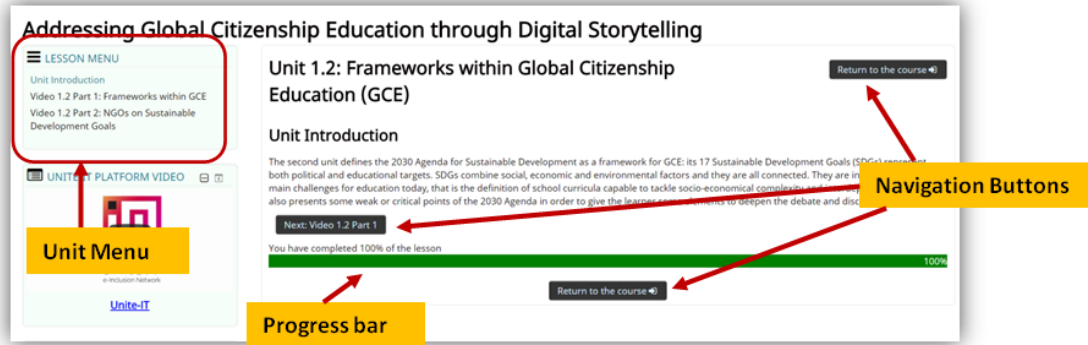 Addressing Global Citizenship Education through Digital Storytelling
LESSON MENU
Unit Introduction
Video 1.2 Part 1: Frameworks within GCE
Video 1.2 Part 2: NGOs on Sustainable
Development Goals
UNITE-IT PLATFORM VIDEO
e-Inclusion Network
Unite-IT
Unit Menu
Unit 1.2: Frameworks within Global Citizenship
Education (GCE)
Return to the course
Unit Introduction
The second unit defines the 2030 Agenda for Sustainable Development as a framework for GCE: its 17 Sustainable Development Goals (SDGs) represent
both political and educational targets. SDGs combine social, economic and environmental factors and they are all connected. They are in
main challenges for education today, that is the definition of school curricula capable to tackle socio-economical complexity and
also presents some weak or critical points of the 2030 Agenda in order to give the learner some elements to deepen the debate and
Next: Video 1.2 Part 1
You have completed 100% of the lesson
100%
Return to the course
Navigation Buttons
Progress bar